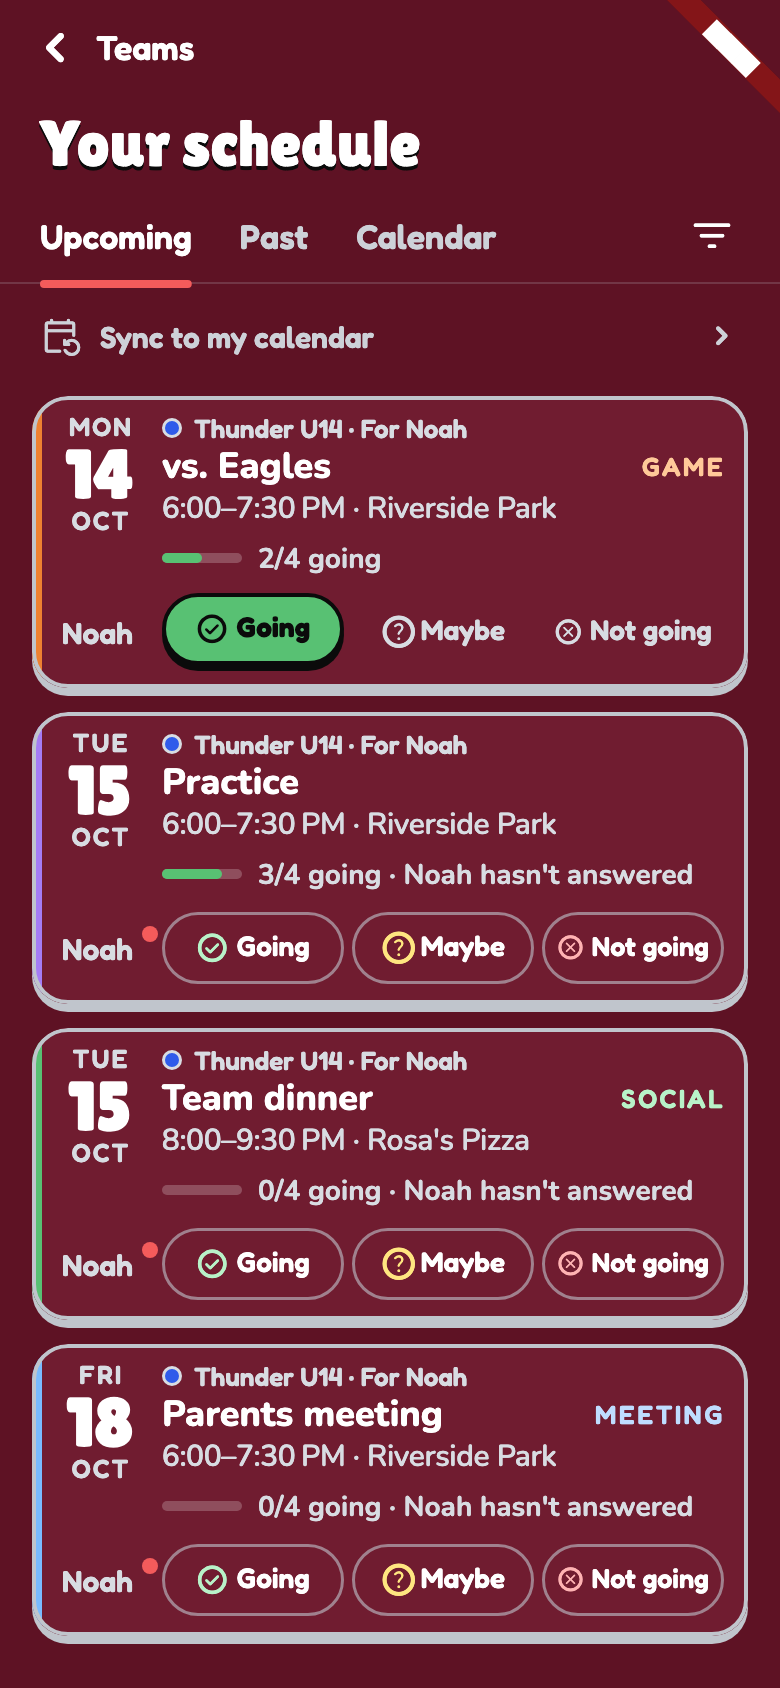 Teams
Your schedule
Upcoming Past Calendar
Sync to my calendar
MON
14
OCT
Thunder U14 · For Noah
vs. Eagles
GAME
6:00–7:30 PM · Riverside Park
2/4 going
Noah
Going
Maybe
Not going
TUE
15
OCT
Thunder U14 · For Noah
Practice
6:00–7:30 PM · Riverside Park
3/4 going · Noah hasn't answered
Noah
Going
Maybe
Not going
TUE
15
OCT
Thunder U14 · For Noah
Team dinner
SOCIAL
8:00–9:30 PM · Rosa's Pizza
0/4 going · Noah hasn't answered
Noah
Going
Maybe
Not going
FRI
18
OCT
Thunder U14 · For Noah
Parents meeting
MEETING
6:00–7:30 PM · Riverside Park
0/4 going · Noah hasn't answered
Noah
Going
Maybe
Not going